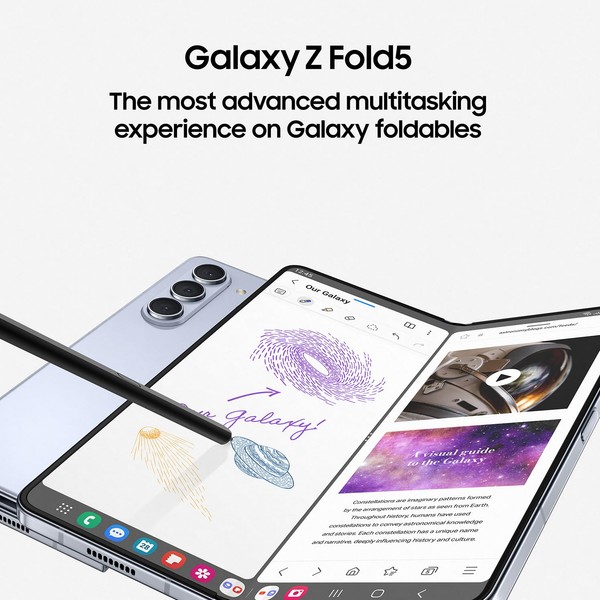 Galaxy Z Fold5
The most advanced multitasking
experience on Galaxy foldables
12:45
Our Galaxy
Our Galaxy!
28
A visual guide
to the Galaxy
Constellations are imaginary patterns formed
by the arrangement of stars as seen from Earth.
Throughout history, humans have used
constellations to convey astronomical knowledge
and stories. Each constellation has a unique name
and narrative, deeply influencing history and culture.